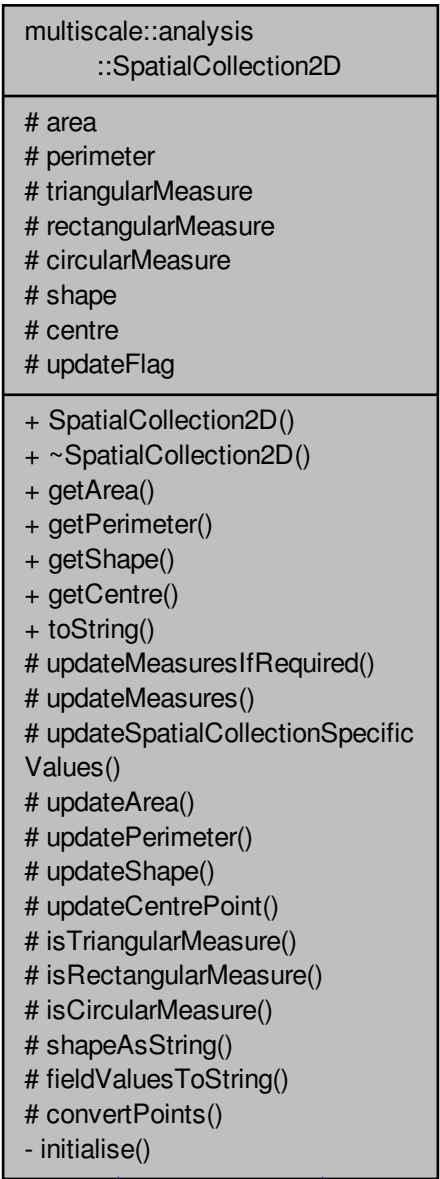 multiscale::analysis
::SpatialCollection2D
# area
# perimeter
# triangularMeasure
# rectangularMeasure
# circularMeasure
# shape
# centre
# updateFlag
+ SpatialCollection2D()
+ ~SpatialCollection2D()
+ getArea()
+ getPerimeter()
+ getShape()
+ getCentre()
+ toString()
# updateMeasuresIfRequired()
# updateMeasures()
# updateSpatialCollectionSpecific
Values()
# updateArea()
# updatePerimeter()
# updateShape()
# updateCentrePoint()
# isTriangularMeasure()
# isRectangularMeasure()
# isCircularMeasure()
# shapeAsString()
# fieldValuesToString()
# convertPoints()
- initialise()